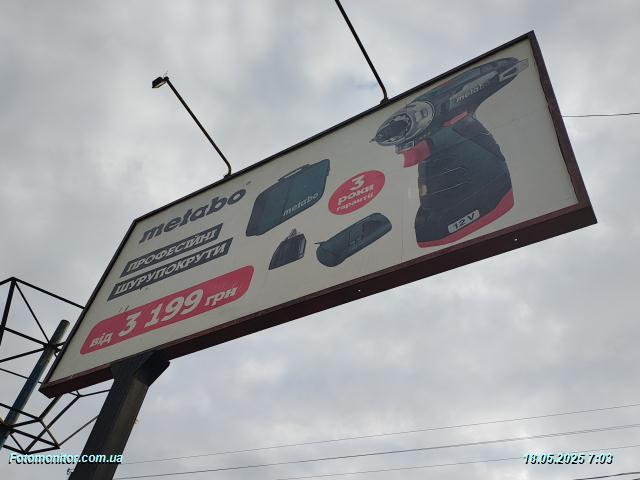 metabo
ПРОФЕСІЙНІ
ШУРУПОКРУТИ
від 3 199 грн
metabo
3
роки
гарантії
metabo
12 V
Fotomonitor.com.ua
18.05.2025 7:03